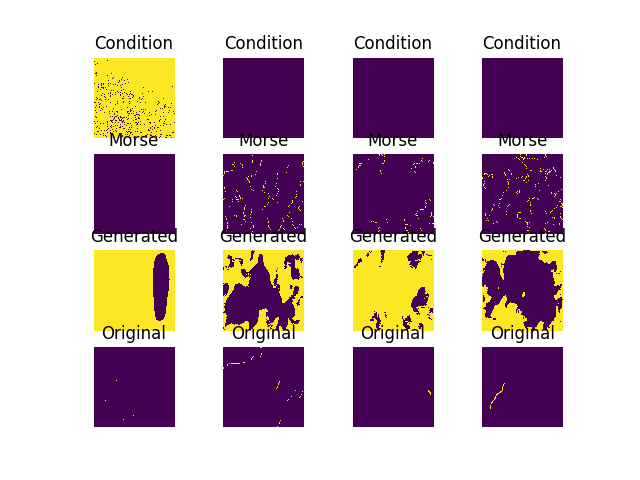 Condition Condition Condition Condition
Morse Morse Morse Morse
Generated Generated Generated Generated
Original Original Original Original